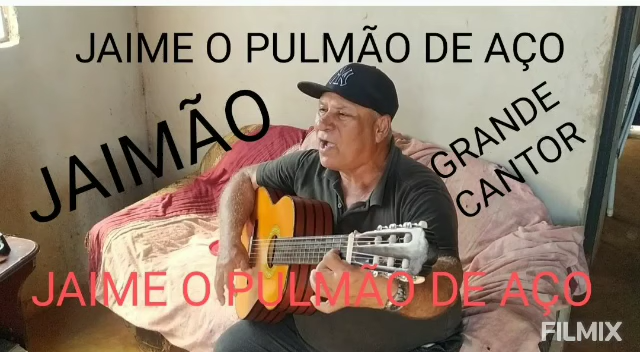 JAIME O PULMÃO DE AÇO
JAIMÃO
GRANDE
CANTOR
JAIME O PULMÃO DE AÇO
FILMIX